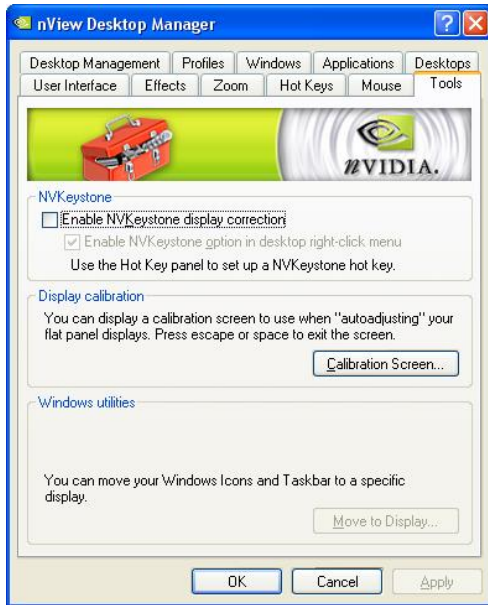 nView Desktop Manager
Desktop Management Profiles Windows Applications Desktops
User Interface Effects Zoom Hot Keys Mouse Tools
nVIDIA.
NVKeystone
Enable NVKeystone display correction
Enable NVKeystone option in desktop right-click menu
Use the Hot Key panel to set up a NVKeystone hot key.
Display calibration
You can display a calibration screen to use when "autoadjusting" your
flat panel displays. Press escape or space to exit the screen.
Calibration Screen...
Windows utilities
You can move your Windows Icons and Taskbar to a specific
display.
Move to Display...
OK Cancel Apply